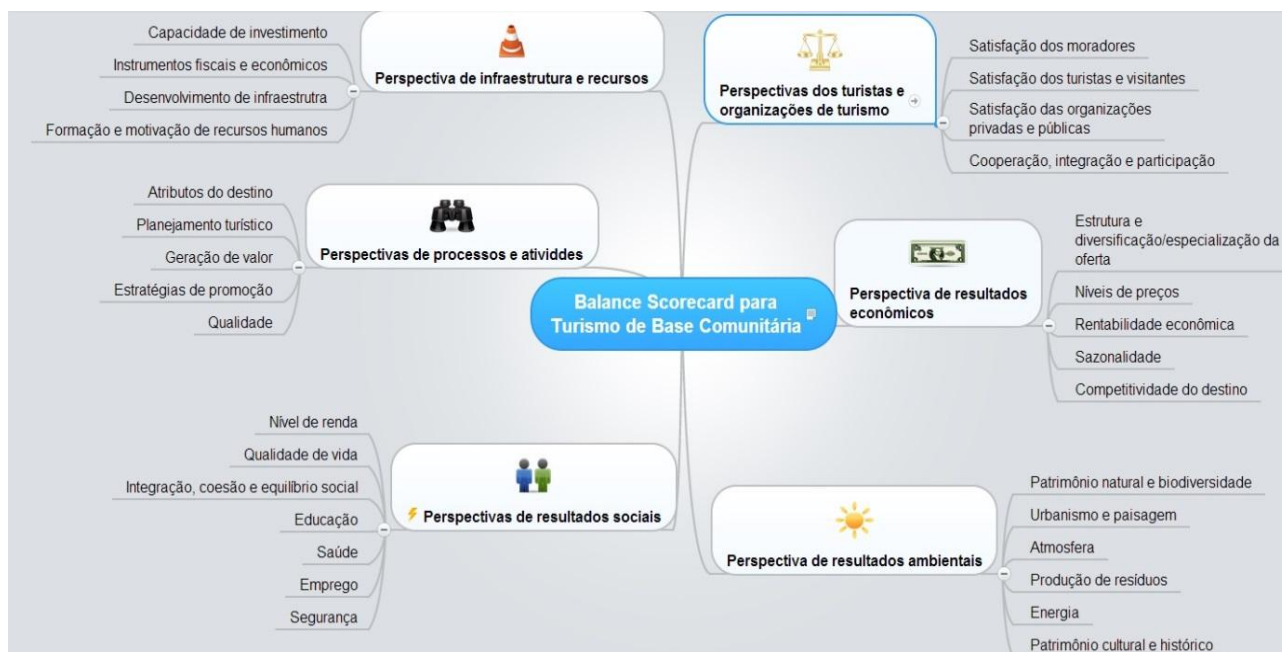 Capacidade de investimento
Instrumentos fiscais e econômicos
Desenvolvimento de infraestrutra
Formação e motivação de recursos humanos
Perspectiva de infraestrutura e recursos
Perspectivas dos turistas e
organizações de turismo
Satisfação dos moradores
Satisfação dos turistas e visitantes
Satisfação das organizações
privadas e públicas
Cooperação, integração e participação
Atributos do destino
Planejamento turístico
Geração de valor
Estratégias de promoção
Qualidade
Perspectivas de processos e atividdes
Balance Scorecard para
Turismo de Base Comunitária
Perspectiva de resultados
econômicos
Estrutura e
diversificação/especialização da
oferta
Níveis de preços
Rentabilidade econômica
Sazonalidade
Competitividade do destino
Nível de renda
Qualidade de vida
Integração, coesão e equilíbrio social
Educação
Saúde
Emprego
Segurança
Perspectivas de resultados sociais
Perspectiva de resultados ambientais
Patrimônio natural e biodiversidade
Urbanismo e paisagem
Atmosfera
Produção de resíduos
Energia
Patrimônio cultural e histórico